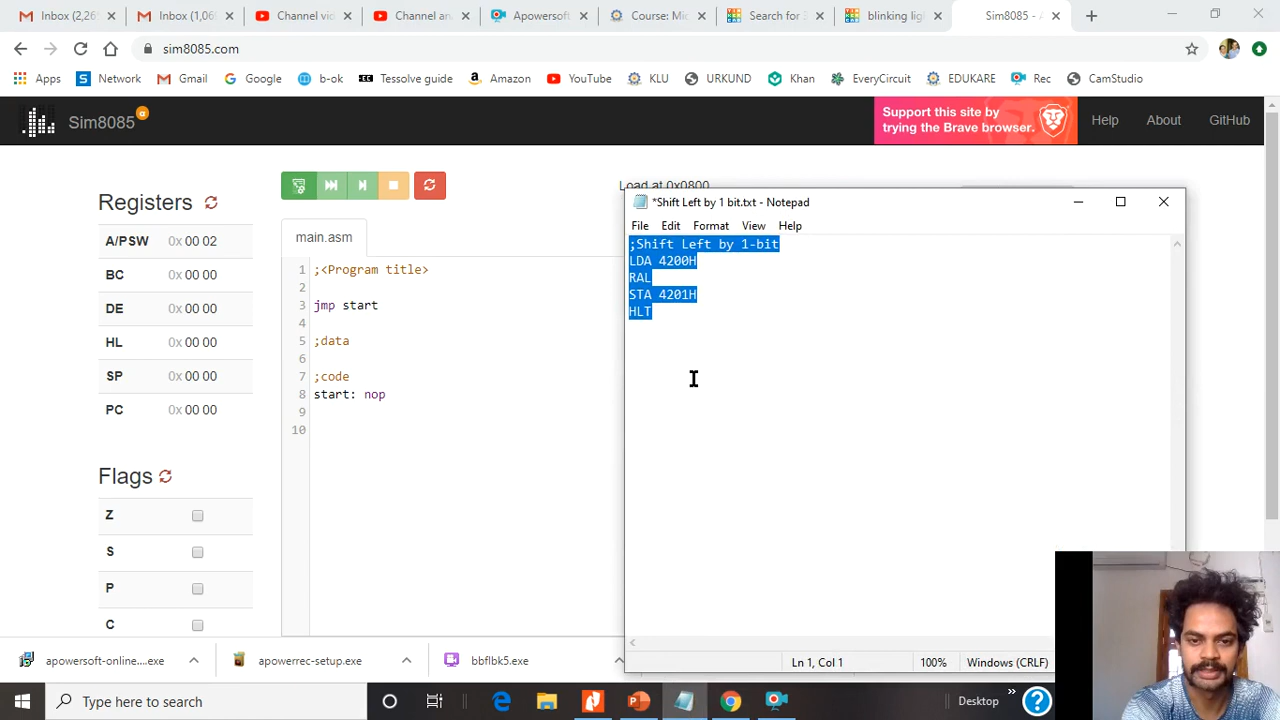 Inbox (2,26
Inbox (1,06
Channel vid
Channel an
Apowersoft
Course: Mic
Search for 3
blinking lig
Sim8085 - A
sim8085.com
Apps
Network
Gmail
Google
b-ok
Tessolve guide
Amazon
YouTube
KLU
URKUND
Khan
EveryCircuit
EDUKARE
Rec
CamStudio
Sim8085 α
Support this site by
trying the Brave browser.
Help
About
GitHub
Registers
A/PSW 0x 00 02
BC 0x 00 00
DE 0x 00 00
HL 0x 00 00
SP 0x 00 00
PC 0x 00 00
Flags
Z
S
P
C
main.asm
1 ;<Program title>
2
3 jmp start
4
5 ;data
6
7 ;code
8 start: nop
9
10
Load at 0x0800
*Shift Left by 1 bit.txt - Notepad
File Edit Format View Help
;Shift Left by 1-bit
LDA 4200H
RAL
STA 4201H
HLT
Ln 1, Col 1
100%
Windows (CRLF)
apowersoft-online....exe
apowerrec-setup.exe
bbflbk5.exe
Type here to search
Desktop